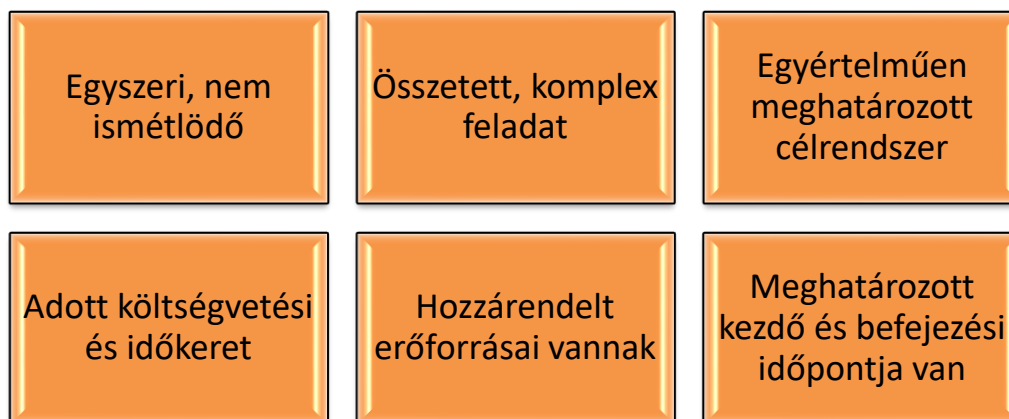 Egyszeri, nem
ismétlödő
Összetett, komplex
feladat
Egyértelműen
meghatározott
célrendszer
Adott költségvetési
és időkeret
Hozzárendelt
erőforrásai vannak
Meghatározott
kezdő és befejezési
időpontja van